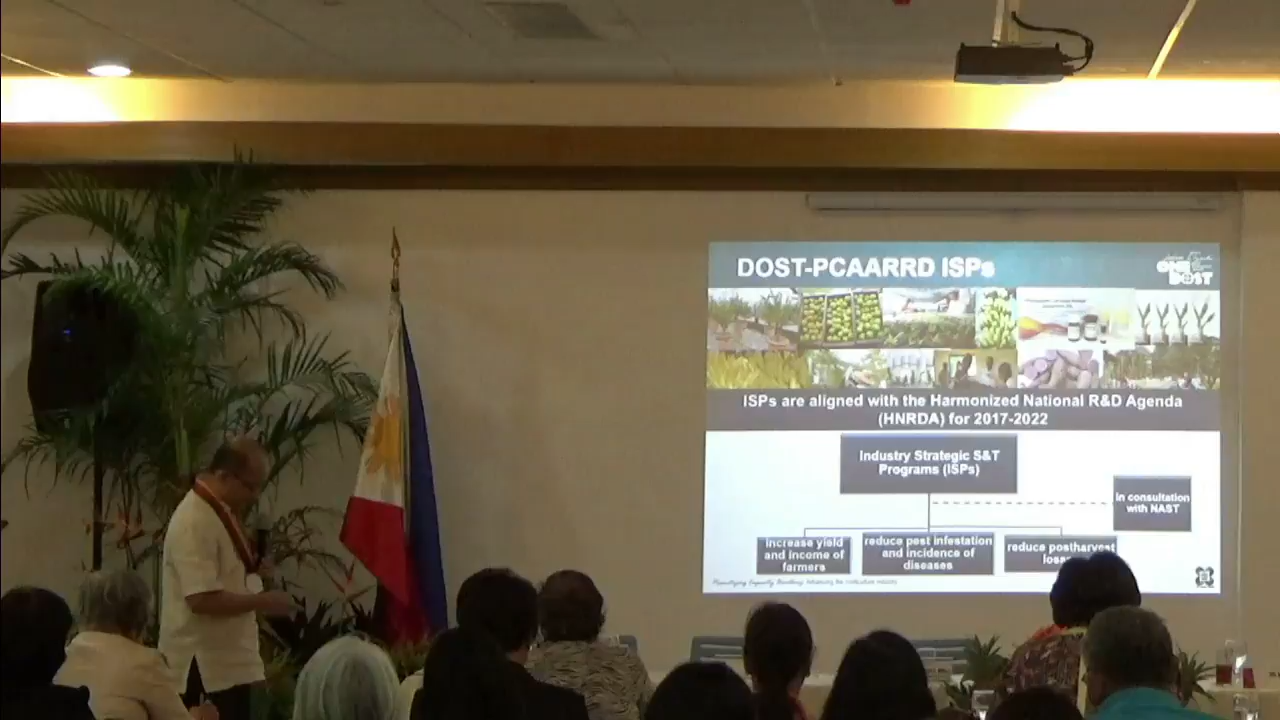 DOST-PCAARRD ISPs
ONE
DOST
ISPs are aligned with the Harmonized National R&D Agenda
(HNRDA) for 2017-2022
Industry Strategic S&T
Programs (ISPs)
In consultation
with NAST
increase yield
and income of
farmers
reduce pest infestation
and incidence of
diseases
reduce postharvest